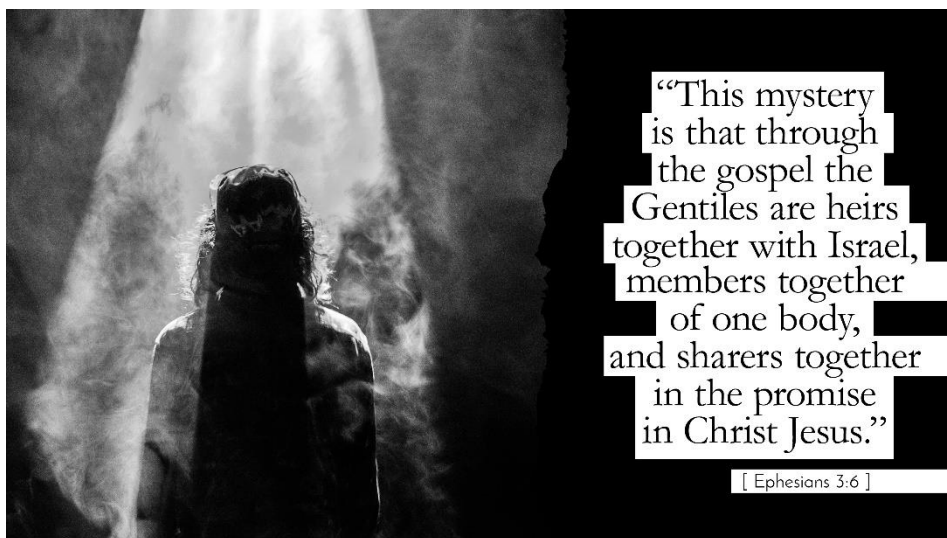 “This mystery
is that through
the gospel the
Gentiles are heirs
together with Israel,
members together
of one body,
and sharers together
in the promise
in Christ Jesus.”
[ Ephesians 3:6 ]